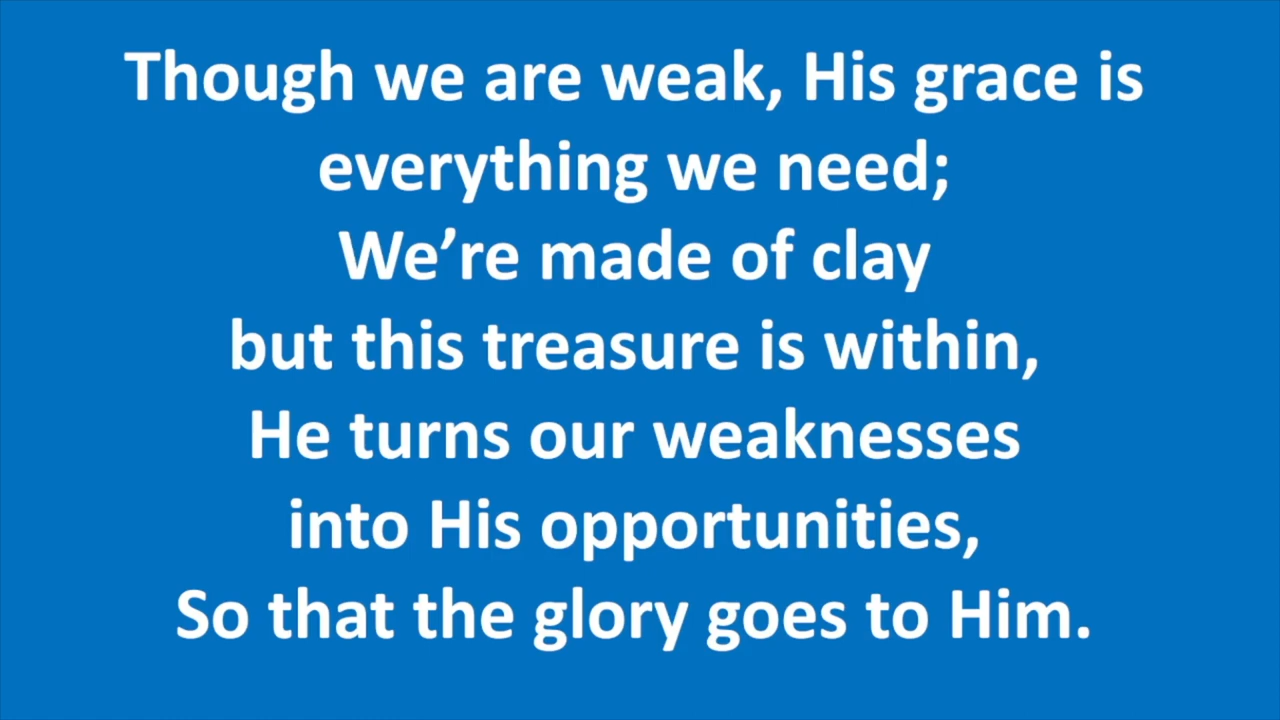 Though we are weak, His grace is
everything we need;
We’re made of clay
but this treasure is within,
He turns our weaknesses
into His opportunities,
So that the glory goes to Him.